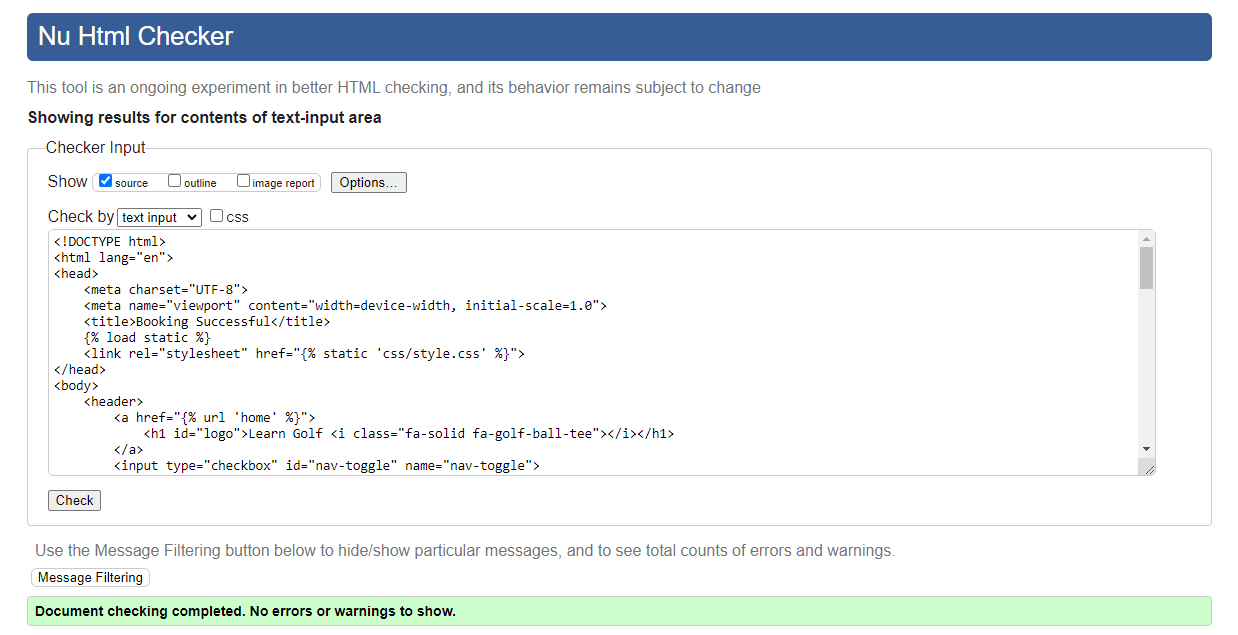 Nu Html Checker
This tool is an ongoing experiment in better HTML checking, and its behavior remains subject to change
Showing results for contents of text-input area
Checker Input
Show source outline image report Options...
Check by text input css
<!DOCTYPE html>
<html lang="en">
<head>
    <meta charset="UTF-8">
    <meta name="viewport" content="width=device-width, initial-scale=1.0">
    <title>Booking Successful</title>
    {% load static %}
    <link rel="stylesheet" href="{% static 'css/style.css' %}">
</head>
<body>
    <header>
        <a href="{% url 'home' %}">
            <h1 id="logo">Learn Golf <i class="fa-solid fa-golf-ball-tee"></i></h1>
        </a>
        <input type="checkbox" id="nav-toggle" name="nav-toggle">
Check
Use the Message Filtering button below to hide/show particular messages, and to see total counts of errors and warnings.
Message Filtering
Document checking completed. No errors or warnings to show.